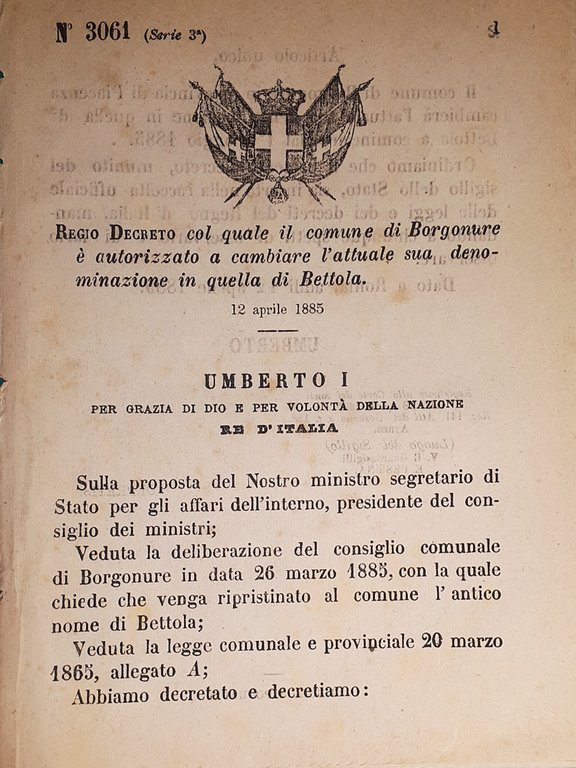 N° 3061 (Serie 3ª) 1
REGIO DECRETO col quale il comune di Borgonure
è autorizzato a cambiare l'attuale sua deno-
minazione in quella di Bettola.
12 aprile 1885
UMBERTO I
PER GRAZIA DI DIO E PER VOLONTÀ DELLA NAZIONE
RE D'ITALIA
Sulla proposta del Nostro ministro segretario di
Stato per gli affari dell'interno, presidente del con-
siglio dei ministri;
Veduta la deliberazione del consiglio comunale
di Borgonure in data 26 marzo 1885, con la quale
chiede che venga ripristinato al comune l'antico
nome di Bettola;
Veduta la legge comunale e provinciale 20 marzo
1865, allegato A;
Abbiamo decretato e decretiamo: